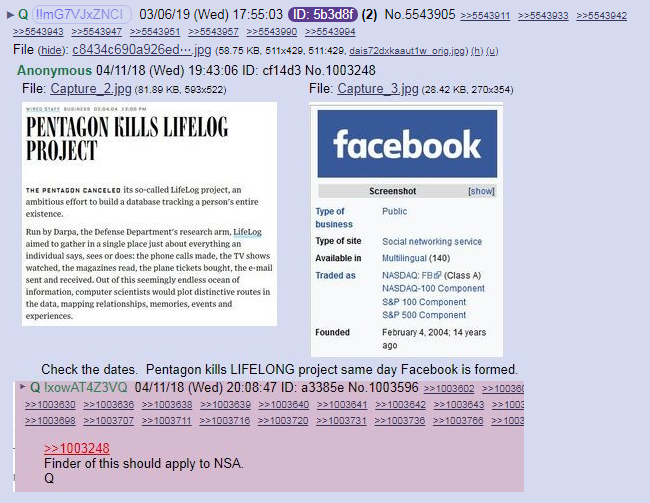 ► Q !!mG7VJxZNCI 03/06/19 (Wed) 17:55:03 ID: 5b3d8f (2) No.5543905 >>5543911 >>5543933 >>5543942
>>5543943 >>5543947 >>5543951 >>5543957 >>5543990 >>5543994
File (hide): c8434c690a926ed⋯.jpg (58.75 KB, 511x429, 511:429, dais72dxkaaut1w_orig.jpg) (h) (u)
Anonymous 04/11/18 (Wed) 19:43:06 ID: cf14d3 No.1003248
File: Capture_2.jpg (81.89 KB, 593x522)
WIRED STAFF BUSINESS 02.04.04 12:00 PM
PENTAGON KILLS LIFELOG
PROJECT
THE PENTAGON CANCELED its so-called LifeLog project, an
ambitious effort to build a database tracking a person's entire
existence.
Run by Darpa, the Defense Department's research arm, LifeLog
aimed to gather in a single place just about everything an
individual says, sees or does: the phone calls made, the TV shows
watched, the magazines read, the plane tickets bought, the e-mail
sent and received. Out of this seemingly endless ocean of
information, computer scientists would plot distinctive routes in
the data, mapping relationships, memories, events and
experiences.
File: Capture_3.jpg (28.42 KB, 270x354)
facebook
Screenshot [show]
Type of business Public
Type of site Social networking service
Available in Multilingual (140)
Traded as NASDAQ: FB (Class A)
NASDAQ-100 Component
S&P 100 Component
S&P 500 Component
Founded February 4, 2004; 14 years
ago
Check the dates. Pentagon kills LIFELONG project same day Facebook is formed.
► Q !xowAT4Z3VQ 04/11/18 (Wed) 20:08:47 ID: a3385e No.1003596 >>1003602 >>100360
>>1003630 >>1003636 >>1003638 >>1003639 >>1003640 >>1003641 >>1003642 >>1003643 >>1003
>>1003698 >>1003707 >>1003711 >>1003716 >>1003720 >>1003731 >>1003736 >>1003766 >>1003
>>1003248
Finder of this should apply to NSA.
Q